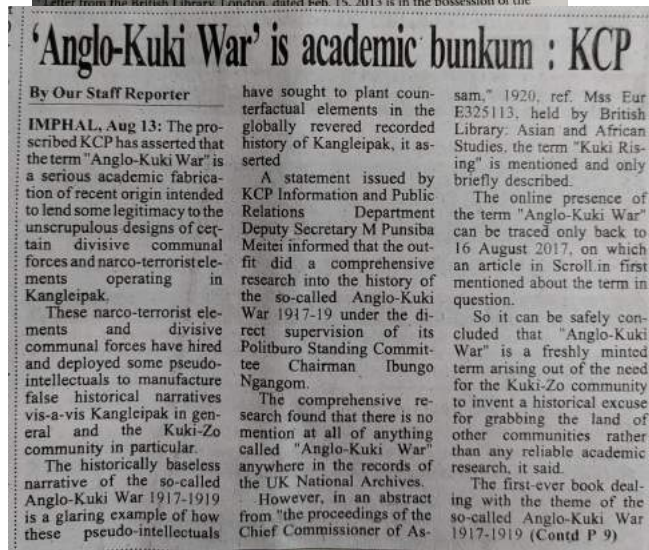 Letter from the British Library, London, dated Feb. 15, 2013 is in the possession of the
'Anglo-Kuki War' is academic bunkum : KCP
By Our Staff Reporter
IMPHAL, Aug 13: The pro-
scribed KCP has asserted that
the term "Anglo-Kuki War" is
a serious academic fabrica-
tion of recent origin intended
to lend some legitimacy to the
unscrupulous designs of cer-
tain divisive communal
forces and narco-terrorist ele-
ments operating in
Kangleipak.
These narco-terrorist ele-
ments and divisive
communal forces have hired
and deployed some pseudo-
intellectuals to manufacture
false historical narratives
vis-a-vis Kangleipak in gen-
eral and the Kuki-Zo
community in particular.
The historically baseless
narrative of the so-called
Anglo-Kuki War 1917-1919
is a glaring example of how
these pseudo-intellectuals
have sought to plant coun-
terfactual elements in the
globally revered recorded
history of Kangleipak, it as-
serted
A statement issued by
KCP Information and Public
Relations Department
Deputy Secretary M Punsiba
Meitei informed that the out-
fit did a comprehensive
research into the history of
the so-called Anglo-Kuki
War 1917-19 under the di-
rect supervision of its
Politburo Standing Commit-
tee Chairman Ibungo
Ngangom.
The comprehensive re-
search found that there is no
mention at all of anything
called "Anglo-Kuki War"
anywhere in the records of
the UK National Archives.
However, in an abstract
from "the proceedings of the
Chief Commissioner of As-
sam," 1920, ref. Mss Eur
E325113, held by British
Library: Asian and African
Studies, the term "Kuki Ris-
ing" is mentioned and only
briefly described.
The online presence of
the term "Anglo-Kuki War"
can be traced only back to
16 August 2017, on which
an article in Scroll.in first
mentioned about the term in
question.
So it can be safely con-
cluded that "Anglo-Kuki
War" is a freshly minted
term arising out of the need
for the Kuki-Zo community
to invent a historical excuse
for grabbing the land of
other communities rather
than any reliable academic
research, it said.
The first-ever book deal-
ing with the theme of the
so-called Anglo-Kuki War
1917-1919 (Contd P 9)